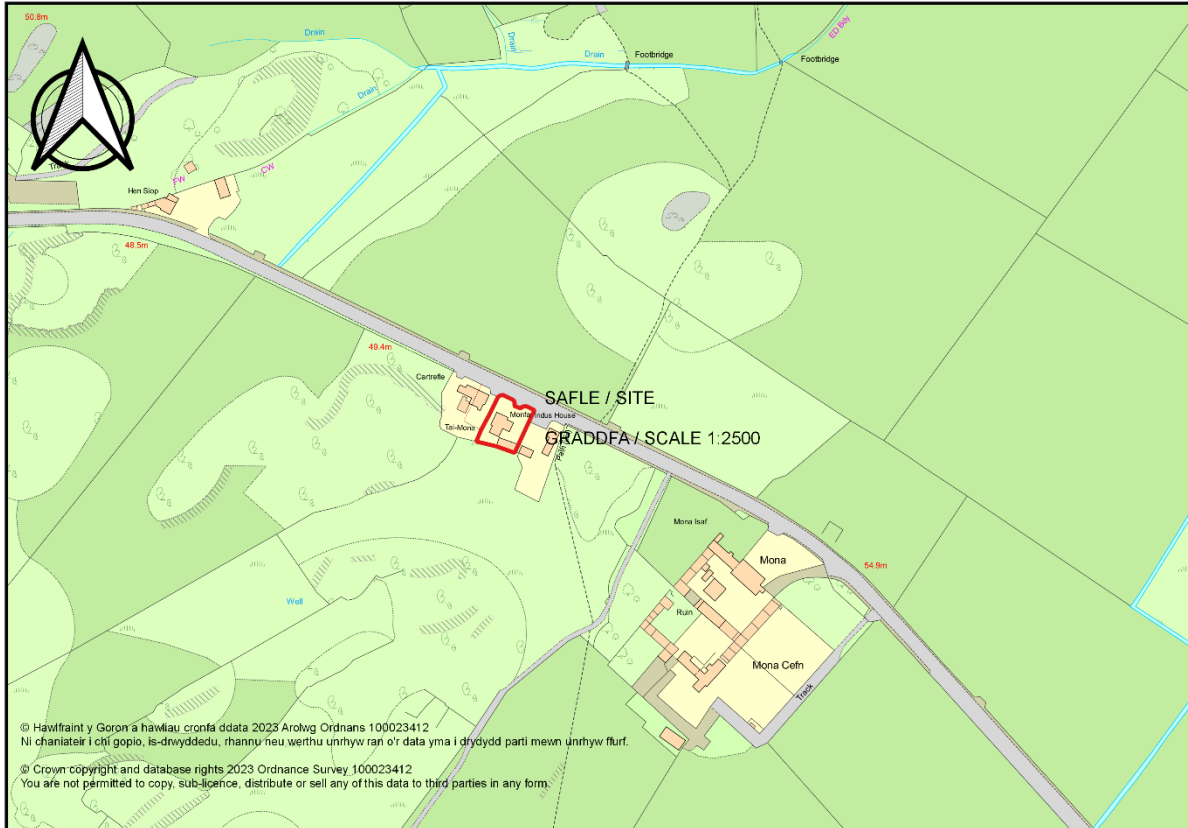 50.8m
Drain
Drain
Drain
Footbridge
ED Bdy
Footbridge
Drain
Track
FW
CW
Hen Siop
48.5m
49.4m
Cartrefle
SAFLE / SITE
Indus House
Tai-Mona
GRADDFA / SCALE 1:2500
Path
Mona Isaf
Mona
54.9m
Well
Ruin
Mona Cefn
Track
© Hawlfraint y Goron a hawliau cronfa ddata 2023 Arolwg Ordnans 100023412
Ni chaniateir i chi gopio, is-drwyddedu, rhannu neu werthu unrhyw ran o'r data yma i drydydd parti mewn unrhyw ffurf.
© Crown copyright and database rights 2023 Ordnance Survey 100023412
You are not permitted to copy, sub-licence, distribute or sell any of this data to third parties in any form.